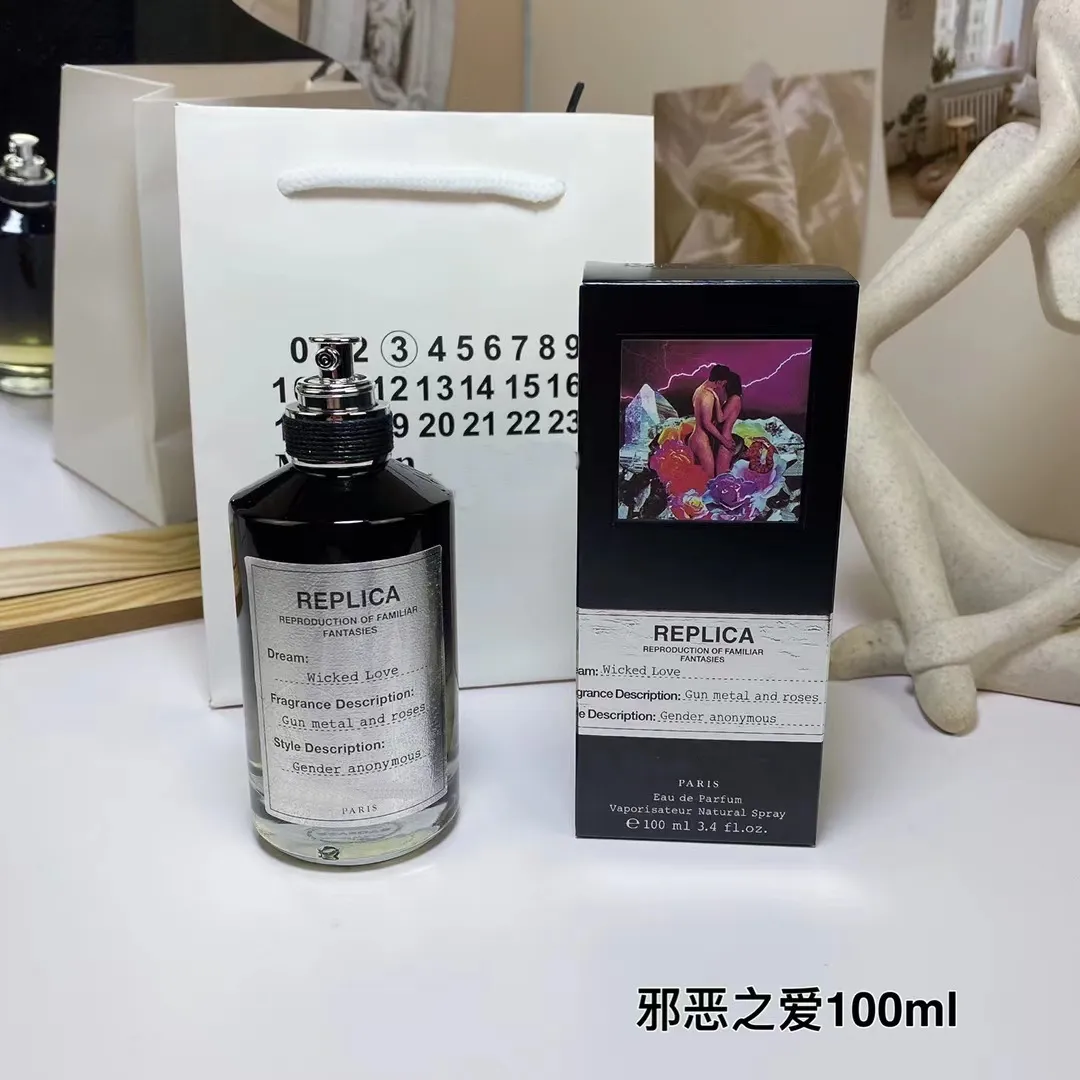 0 2 3 4 5 6 7 8 9
12 13 14 15 16
9 20 21 22 23
REPLICA
REPRODUCTION OF FAMILIAR
FANTASIES
Dream:
Wicked Love
Fragrance Description:
Gun metal and roses
Style Description:
Gender anonymous
PARIS
REPLICA
REPRODUCTION OF FAMILIAR
FANTASIES
am: Wicked Love
grance Description: Gun metal and roses
e Description: Gender anonymous
PARIS
Eau de Parfum
Vaporisateur Natural Spray
℮ 100 ml 3.4 fl.oz.
邪恶之爱100ml